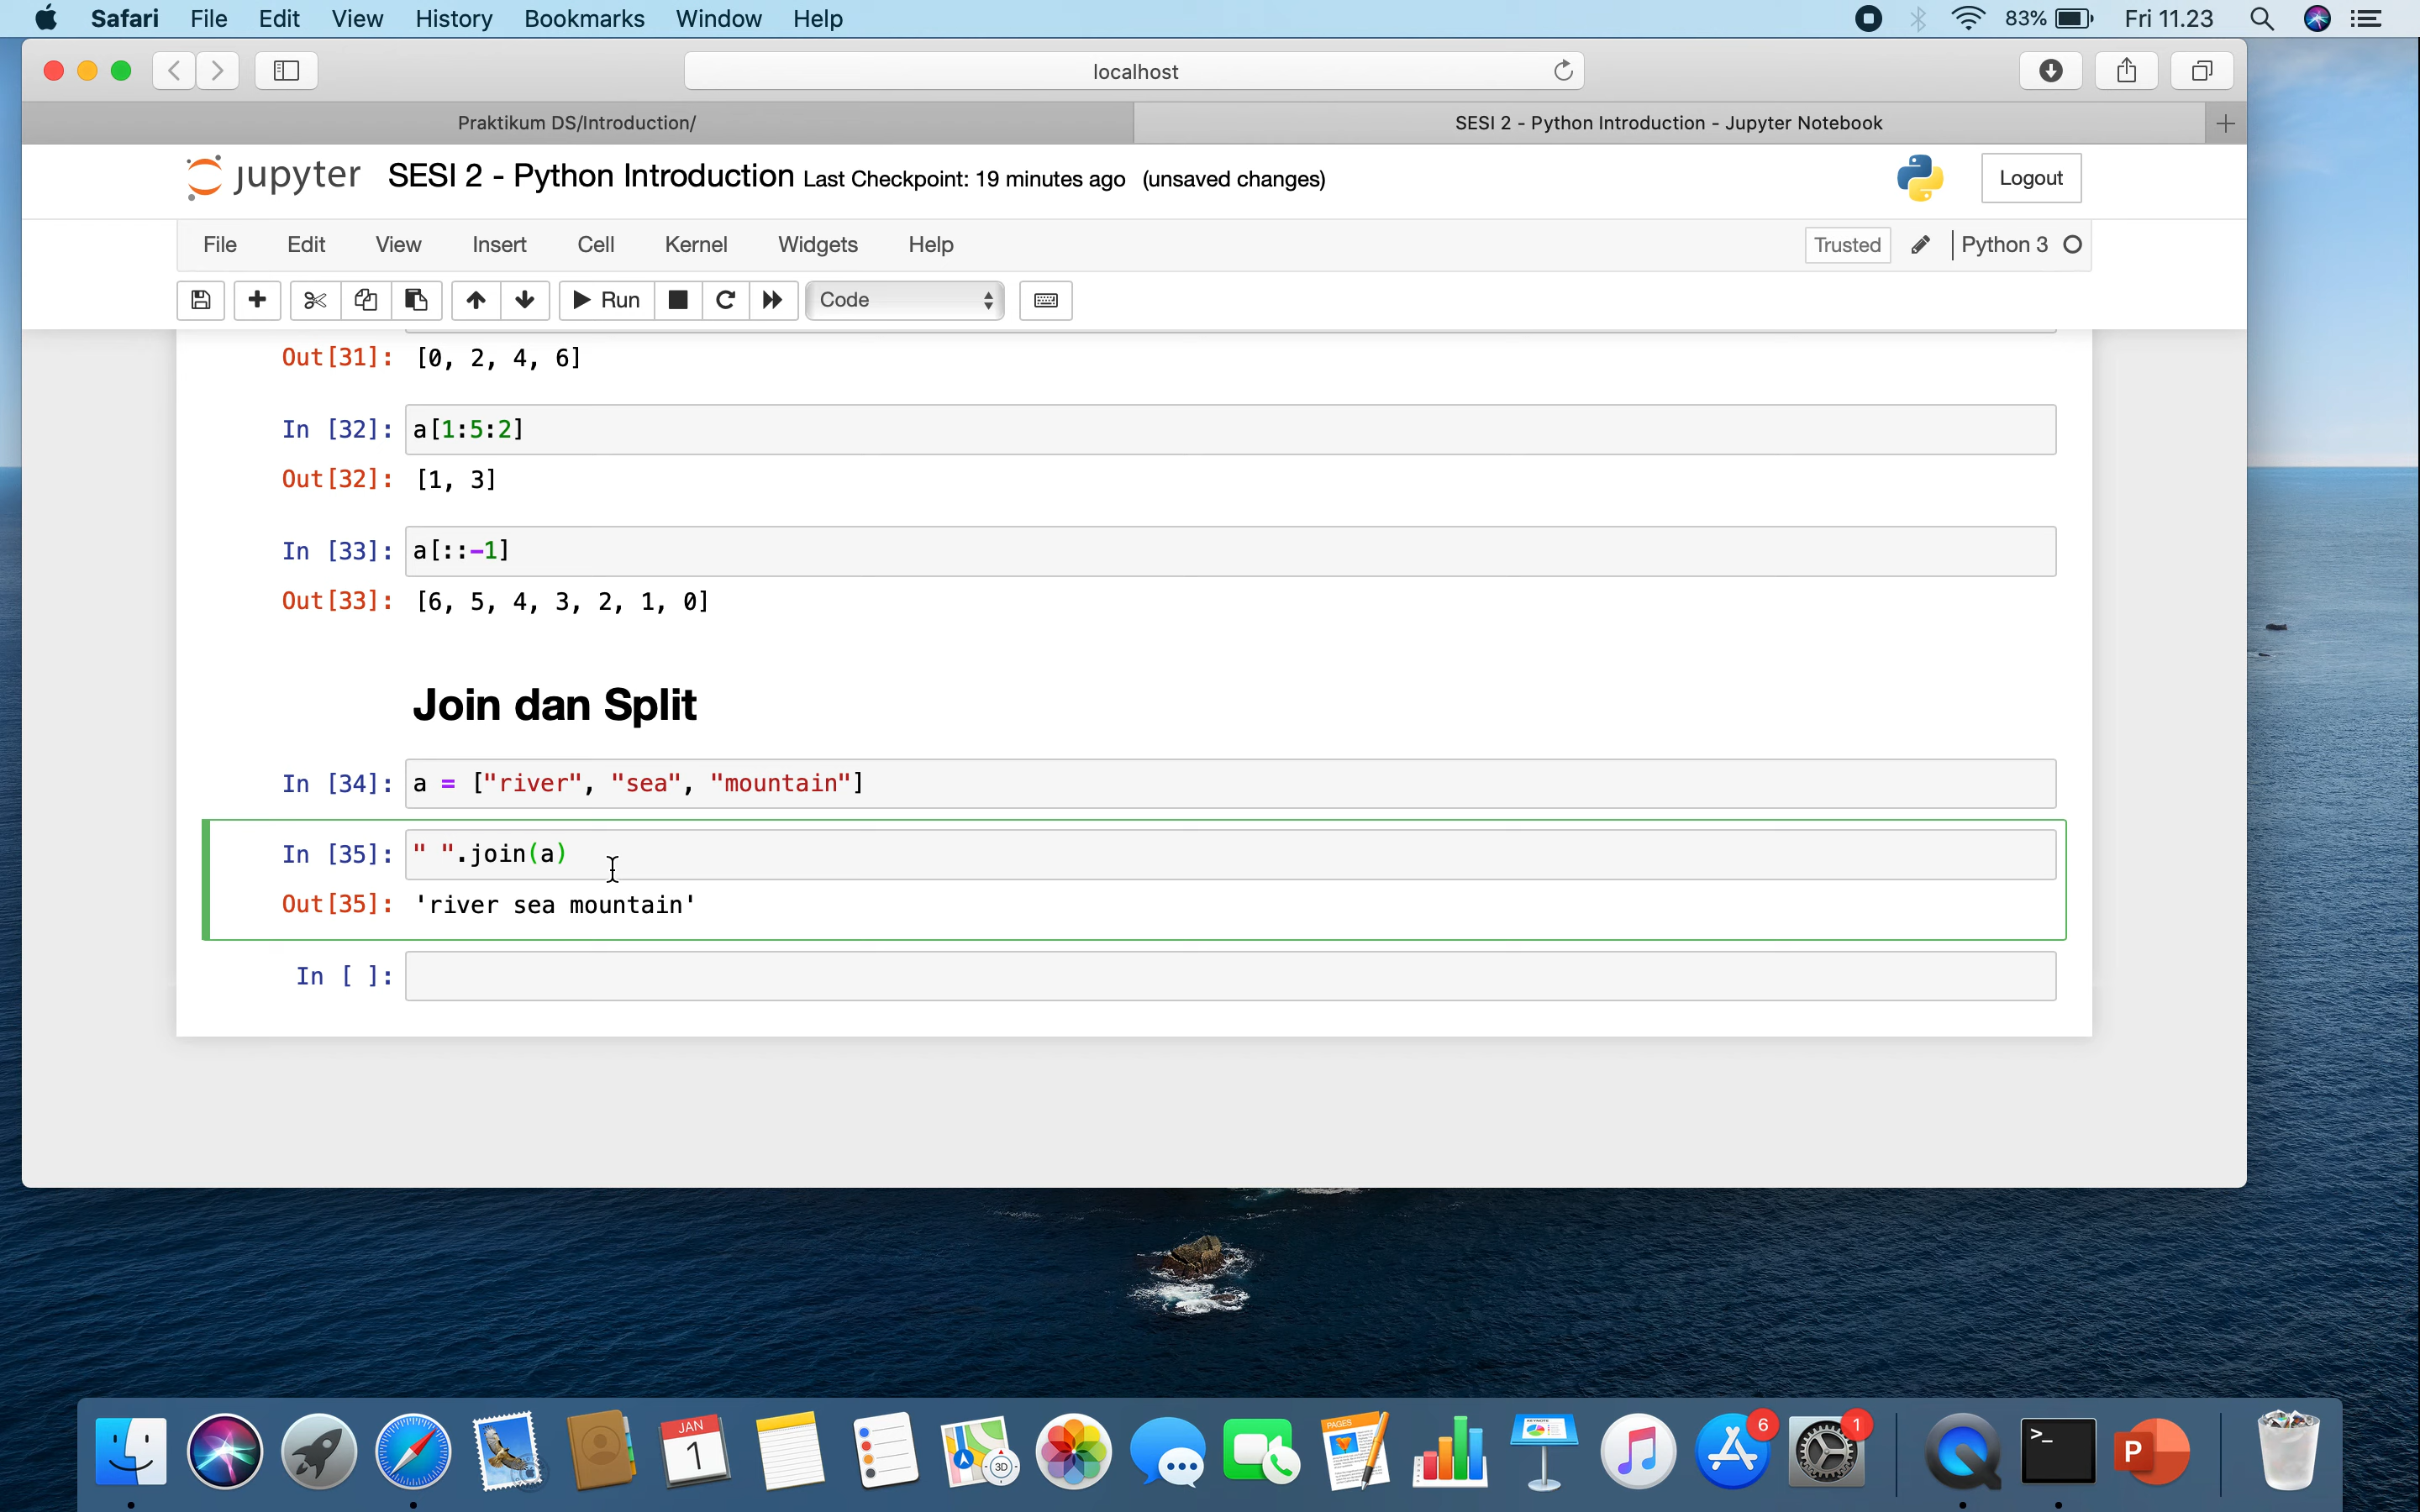 Safari File Edit View History Bookmarks Window Help 83% Fri 11.23
localhost
Praktikum DS/Introduction/ SESI 2 - Python Introduction - Jupyter Notebook
jupyter SESI 2 - Python Introduction Last Checkpoint: 19 minutes ago (unsaved changes) Logout
File Edit View Insert Cell Kernel Widgets Help Trusted Python 3
Run Code
Out[31]: [0, 2, 4, 6]
In [32]: a[1:5:2]
Out[32]: [1, 3]
In [33]: a[::-1]
Out[33]: [6, 5, 4, 3, 2, 1, 0]
Join dan Split
In [34]: a = ["river", "sea", "mountain"]
In [35]: " ".join(a)
Out[35]: 'river sea mountain'
In [ ]:
JAN
1
3D
PAGES
6
1
>_
P